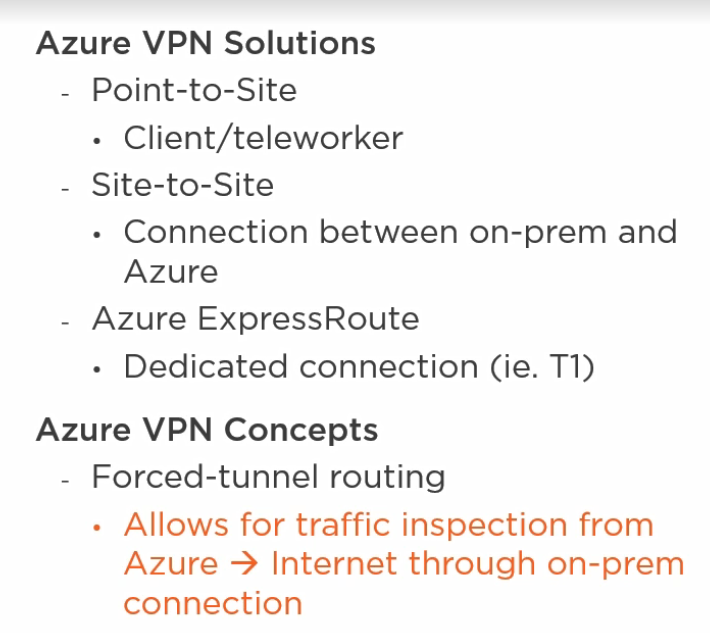 Azure VPN Solutions
- Point-to-Site
• Client/teleworker
- Site-to-Site
• Connection between on-prem and
Azure
- Azure ExpressRoute
• Dedicated connection (ie. T1)
Azure VPN Concepts
- Forced-tunnel routing
• Allows for traffic inspection from
Azure → Internet through on-prem
connection